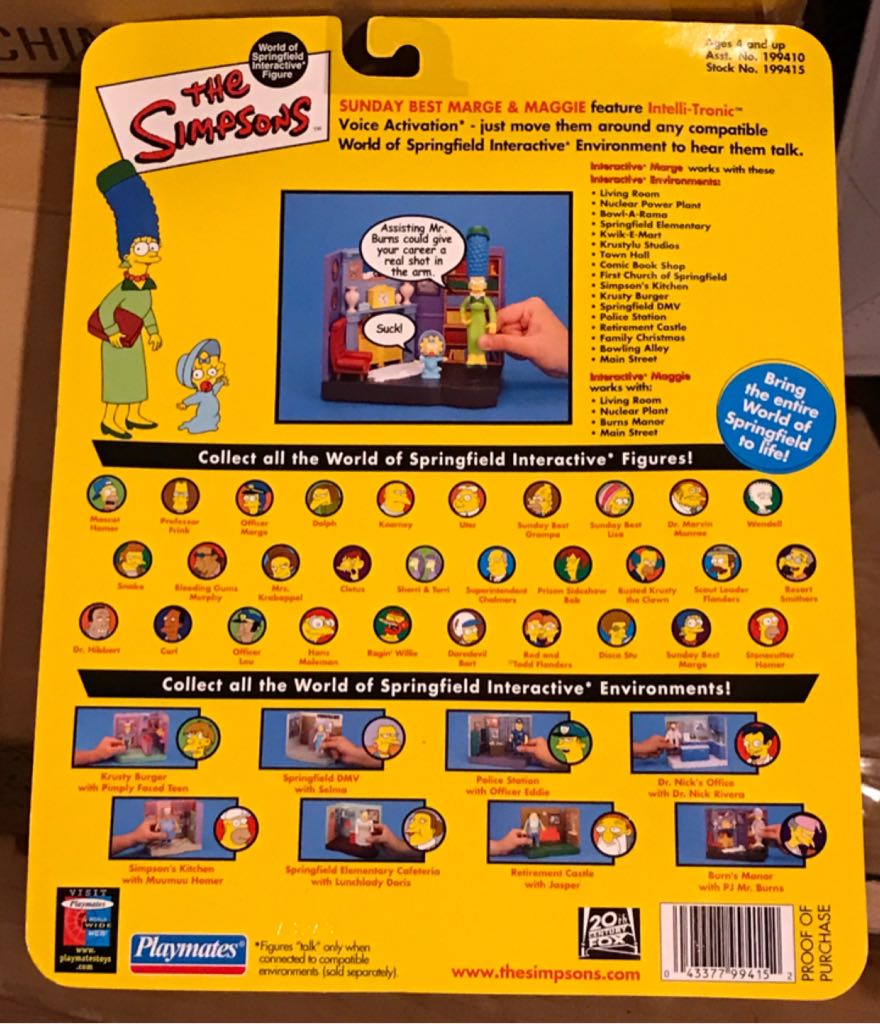 CHIN
World of
Springfield
Interactive*
Figure
THE
SIMPSONS™
Ages 4 and up
Asst. No. 199410
Stock No. 199415
SUNDAY BEST MARGE & MAGGIE feature Intelli-Tronic™
Voice Activation* - just move them around any compatible
World of Springfield Interactive* Environment to hear them talk.
Interactive* Marge works with these
Interactive* Environments:
• Living Room
• Nuclear Power Plant
• Bowl-A-Rama
• Springfield Elementary
• Kwik-E-Mart
• Krustylu Studios
• Town Hall
• Comic Book Shop
• First Church of Springfield
• Simpson's Kitchen
• Krusty Burger
• Springfield DMV
• Police Station
• Retirement Castle
• Family Christmas
• Bowling Alley
• Main Street
Interactive* Maggie
works with:
• Living Room
• Nuclear Plant
• Burns Manor
• Main Street
Assisting Mr.
Burns could give
your career a
real shot in
the arm.
Suck!
Bring
the entire
World of
Springfield
to life!
Collect all the World of Springfield Interactive* Figures!
Mascot
Homer
Professor
Frink
Officer
Marge
Dolph
Kearney
Uter
Sunday Best
Grampa
Sunday Best
Lisa
Dr. Marvin
Monroe
Wendell
Snake
Bleeding Gums
Murphy
Mrs.
Krabappel
Cletus
Sherri & Terri
Superintendent
Chalmers
Prison Sideshow
Bob
Busted Krusty
the Clown
Scout Leader
Flanders
Resort
Smithers
Dr. Hibbert
Carl
Officer
Lou
Hans
Moleman
Ragin' Willie
Daredevil
Bart
Rod and
Todd Flanders
Disco Stu
Sunday Best
Marge
Stonecutter
Homer
Collect all the World of Springfield Interactive* Environments!
Krusty Burger
with Pimply Faced Teen
Springfield DMV
with Selma
Police Station
with Officer Eddie
Dr. Nick's Office
with Dr. Nick Rivera
Simpson's Kitchen
with Muumuu Homer
Springfield Elementary Cafeteria
with Lunchlady Doris
Retirement Castle
with Jasper
Burn's Manor
with PJ Mr. Burns
VISIT
Playmates
WORLD
WIDE
WEB
www.
playmatestoys
.com
Playmates®
*Figures "talk" only when
connected to compatible
environments (sold separately).
www.thesimpsons.com
20th
CENTURY
FOX
0 43377 99415 2
PROOF OF
PURCHASE